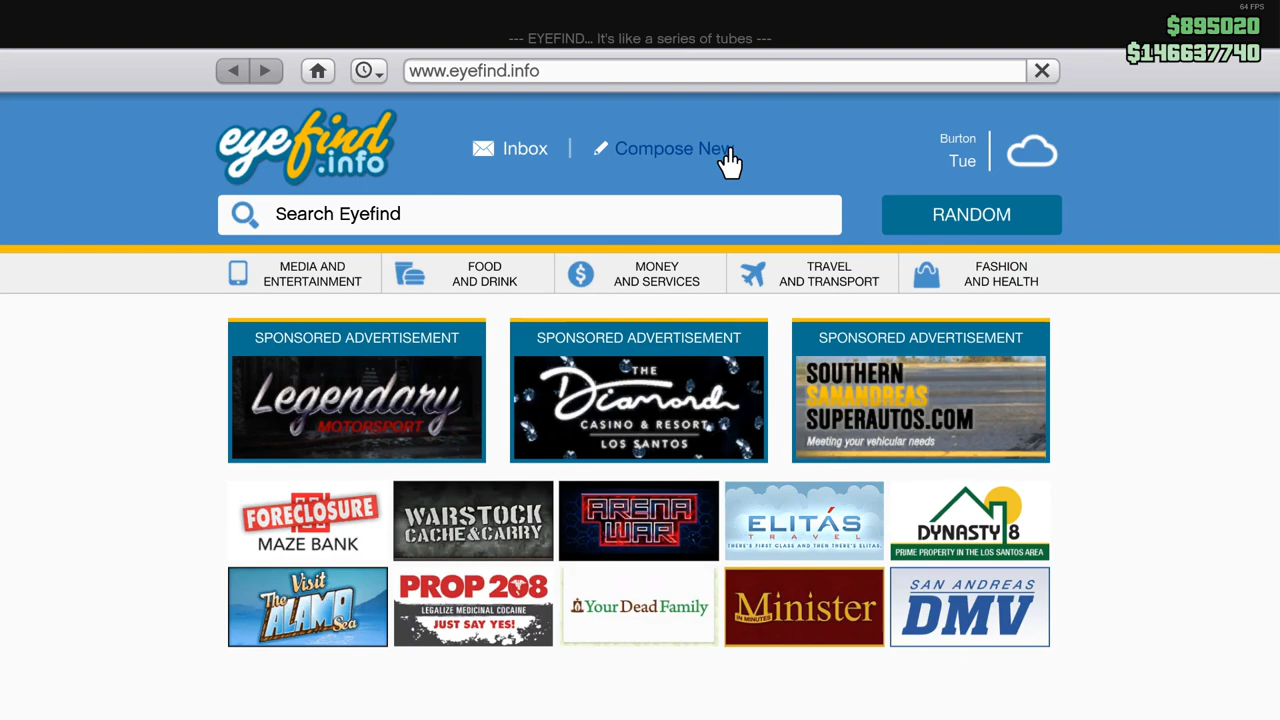 64 FPS
$895020
--- EYEFIND... It's like a series of tubes ---
$146637740
www.eyefind.info
eyefind
.info
Inbox
Compose New
Burton
Tue
Search Eyefind
RANDOM
MEDIA AND
ENTERTAINMENT
FOOD
AND DRINK
MONEY
AND SERVICES
TRAVEL
AND TRANSPORT
FASHION
AND HEALTH
SPONSORED ADVERTISEMENT
Legendary
MOTORSPORT
SPONSORED ADVERTISEMENT
THE
Diamond
CASINO & RESORT
LOS SANTOS
SPONSORED ADVERTISEMENT
SOUTHERN
SANANDREAS
SUPERAUTOS.COM
Meeting your vehicular needs
FORECLOSURE
MAZE BANK
WARSTOCK
CACHE&CARRY
ARENA
WAR
ELITÁS
TRAVEL
THERE'S FIRST CLASS AND THEN THERE'S ELITAS.
DYNASTY 8
PRIME PROPERTY IN THE LOS SANTOS AREA
Visit
The
ALAMO
Sea
PROP 208
LEGALIZE MEDICINAL COCAINE
JUST SAY YES!
Your Dead Family
Minister
IN MINUTES
SAN ANDREAS
DMV